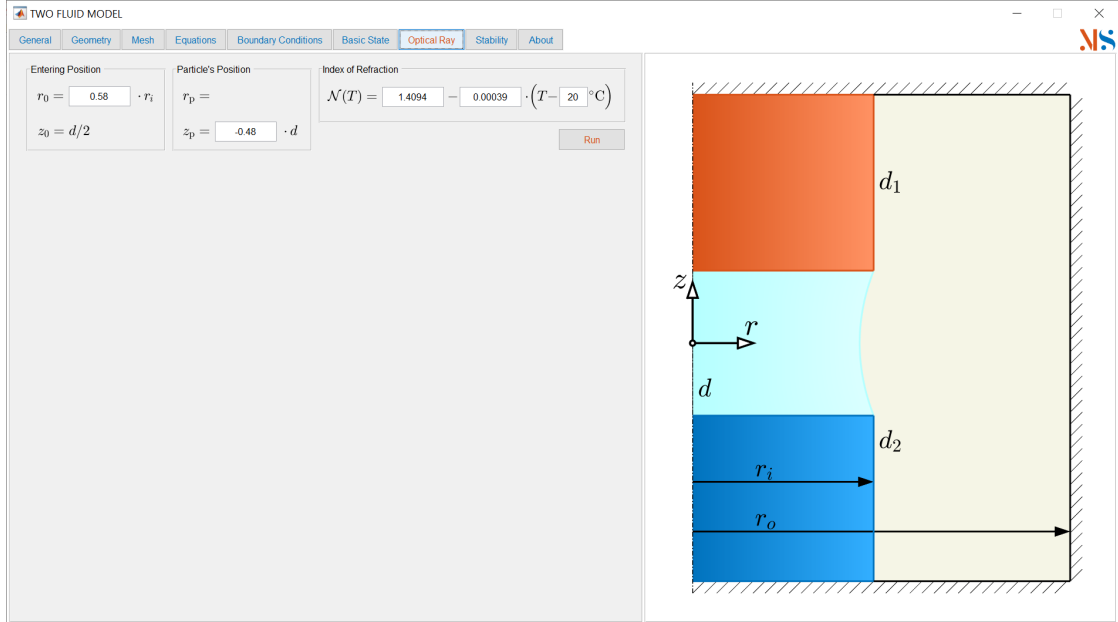 TWO FLUID MODEL
General Geometry Mesh Equations Boundary Conditions Basic State Optical Ray Stability About
MS
Entering Position
r₀ = 0.58 · rᵢ
z₀ = d/2
Particle's Position
rₚ =
zₚ = -0.48 · d
Index of Refraction
𝒩(T) = 1.4094 − 0.00039 · (T− 20 °C)
Run
d₁
z
r
d
d₂
rᵢ
rₒ